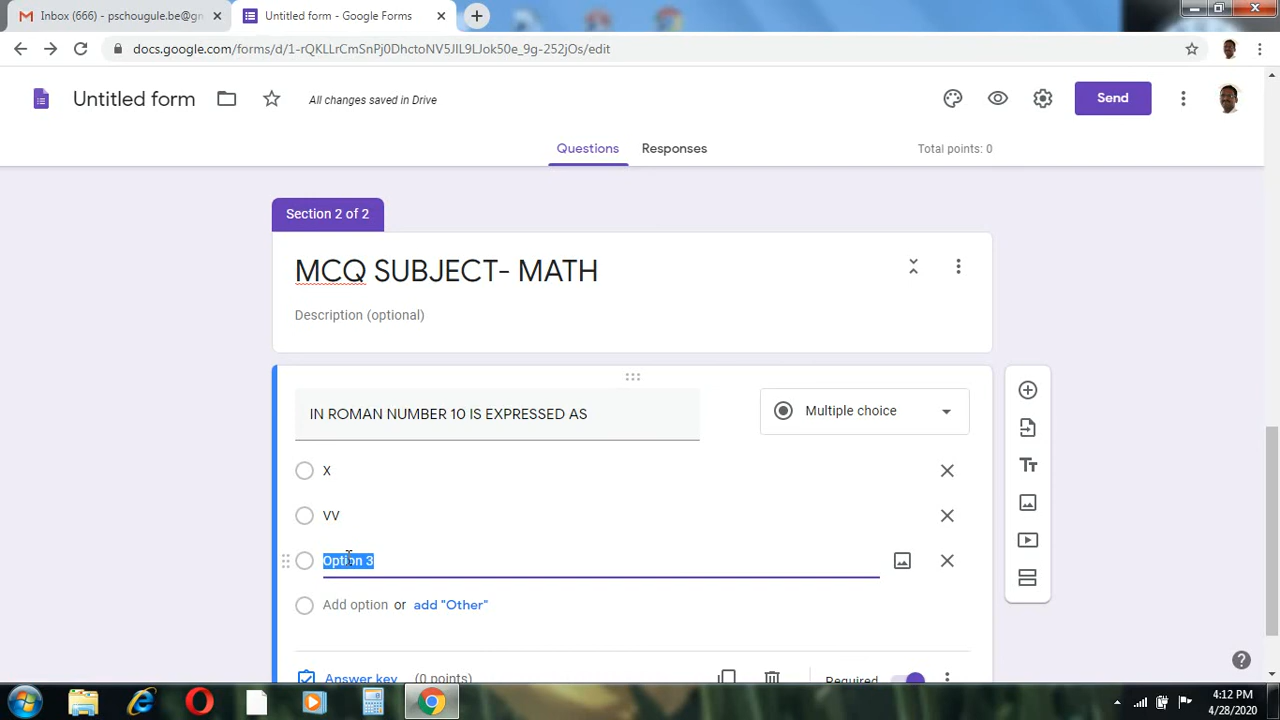 Inbox (666) - pschougule.be@gm
Untitled form - Google Forms
docs.google.com/forms/d/1-rQKLLrCmSnPj0DhctoNV5JIL9LJok50e_9g-252jOs/edit
Untitled form
All changes saved in Drive
Send
Questions
Responses
Total points: 0
Section 2 of 2
MCQ SUBJECT- MATH
Description (optional)
IN ROMAN NUMBER 10 IS EXPRESSED AS
Multiple choice
X
VV
Option 3
Add option or add "Other"
Answer key (0 points)
Required
4:12 PM
4/28/2020